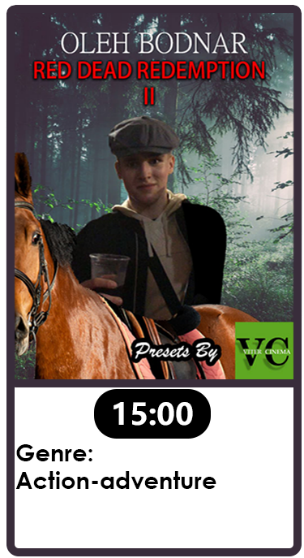 OLEH BODNAR
RED DEAD REDEMPTION
II
Presets By
VC
VITER CINEMA
15:00
Genre:
Action-adventure